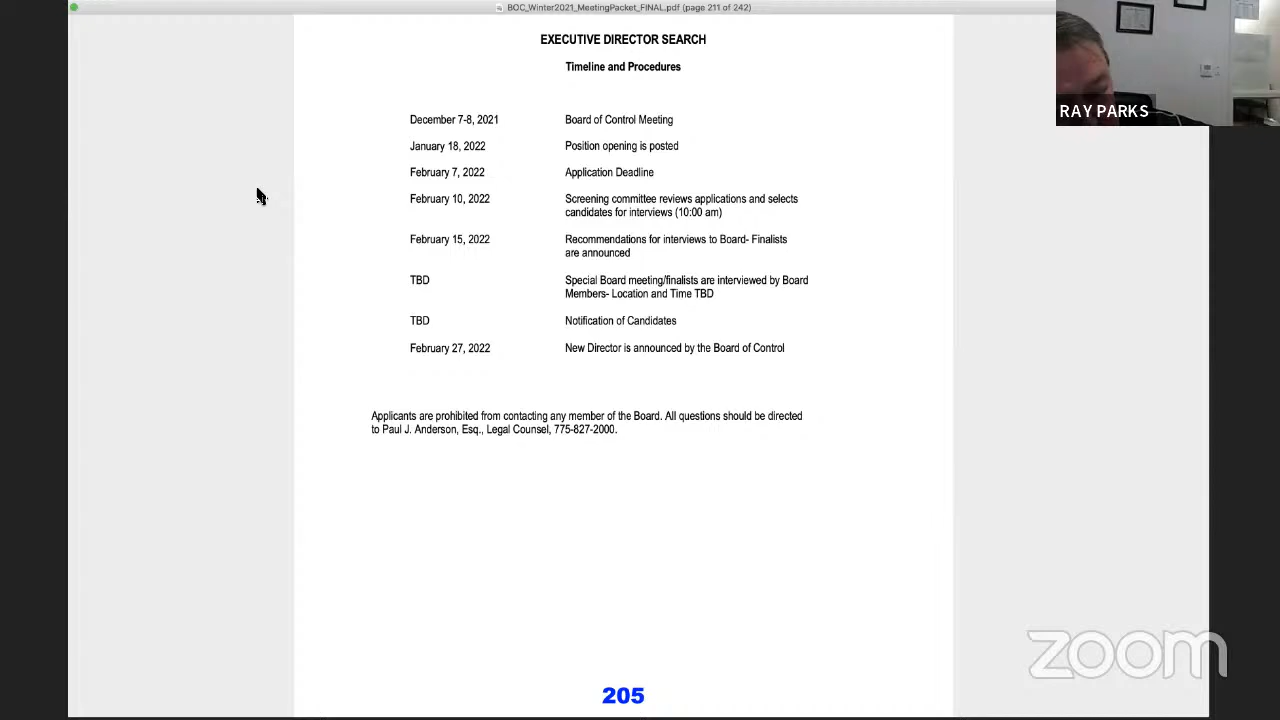 BOC_Winter2021_MeetingPacket_FINAL.pdf (page 211 of 242)
EXECUTIVE DIRECTOR SEARCH
Timeline and Procedures
RAY PARKS
December 7-8, 2021 Board of Control Meeting
January 18, 2022 Position opening is posted
February 7, 2022 Application Deadline
February 10, 2022 Screening committee reviews applications and selects
candidates for interviews (10:00 am)
February 15, 2022 Recommendations for interviews to Board- Finalists
are announced
TBD Special Board meeting/finalists are interviewed by Board
Members- Location and Time TBD
TBD Notification of Candidates
February 27, 2022 New Director is announced by the Board of Control
Applicants are prohibited from contacting any member of the Board. All questions should be directed
to Paul J. Anderson, Esq., Legal Counsel, 775-827-2000.
zoom
205